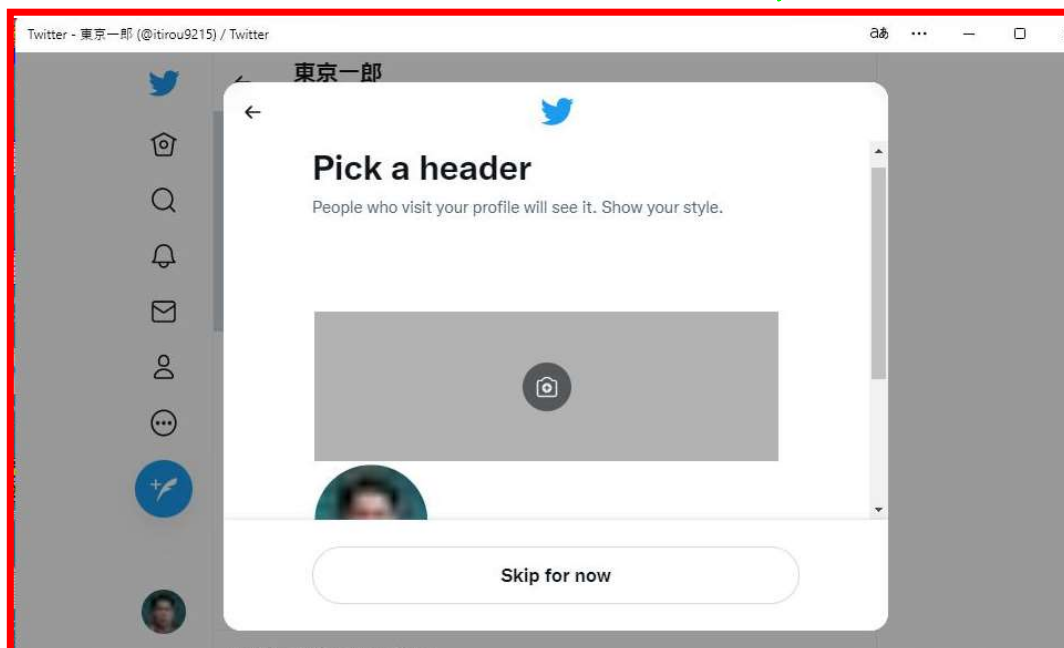 Twitter - 東京一郎 (@itirou9215) / Twitter
aあ
東京一郎
Pick a header
People who visit your profile will see it. Show your style.
Skip for now